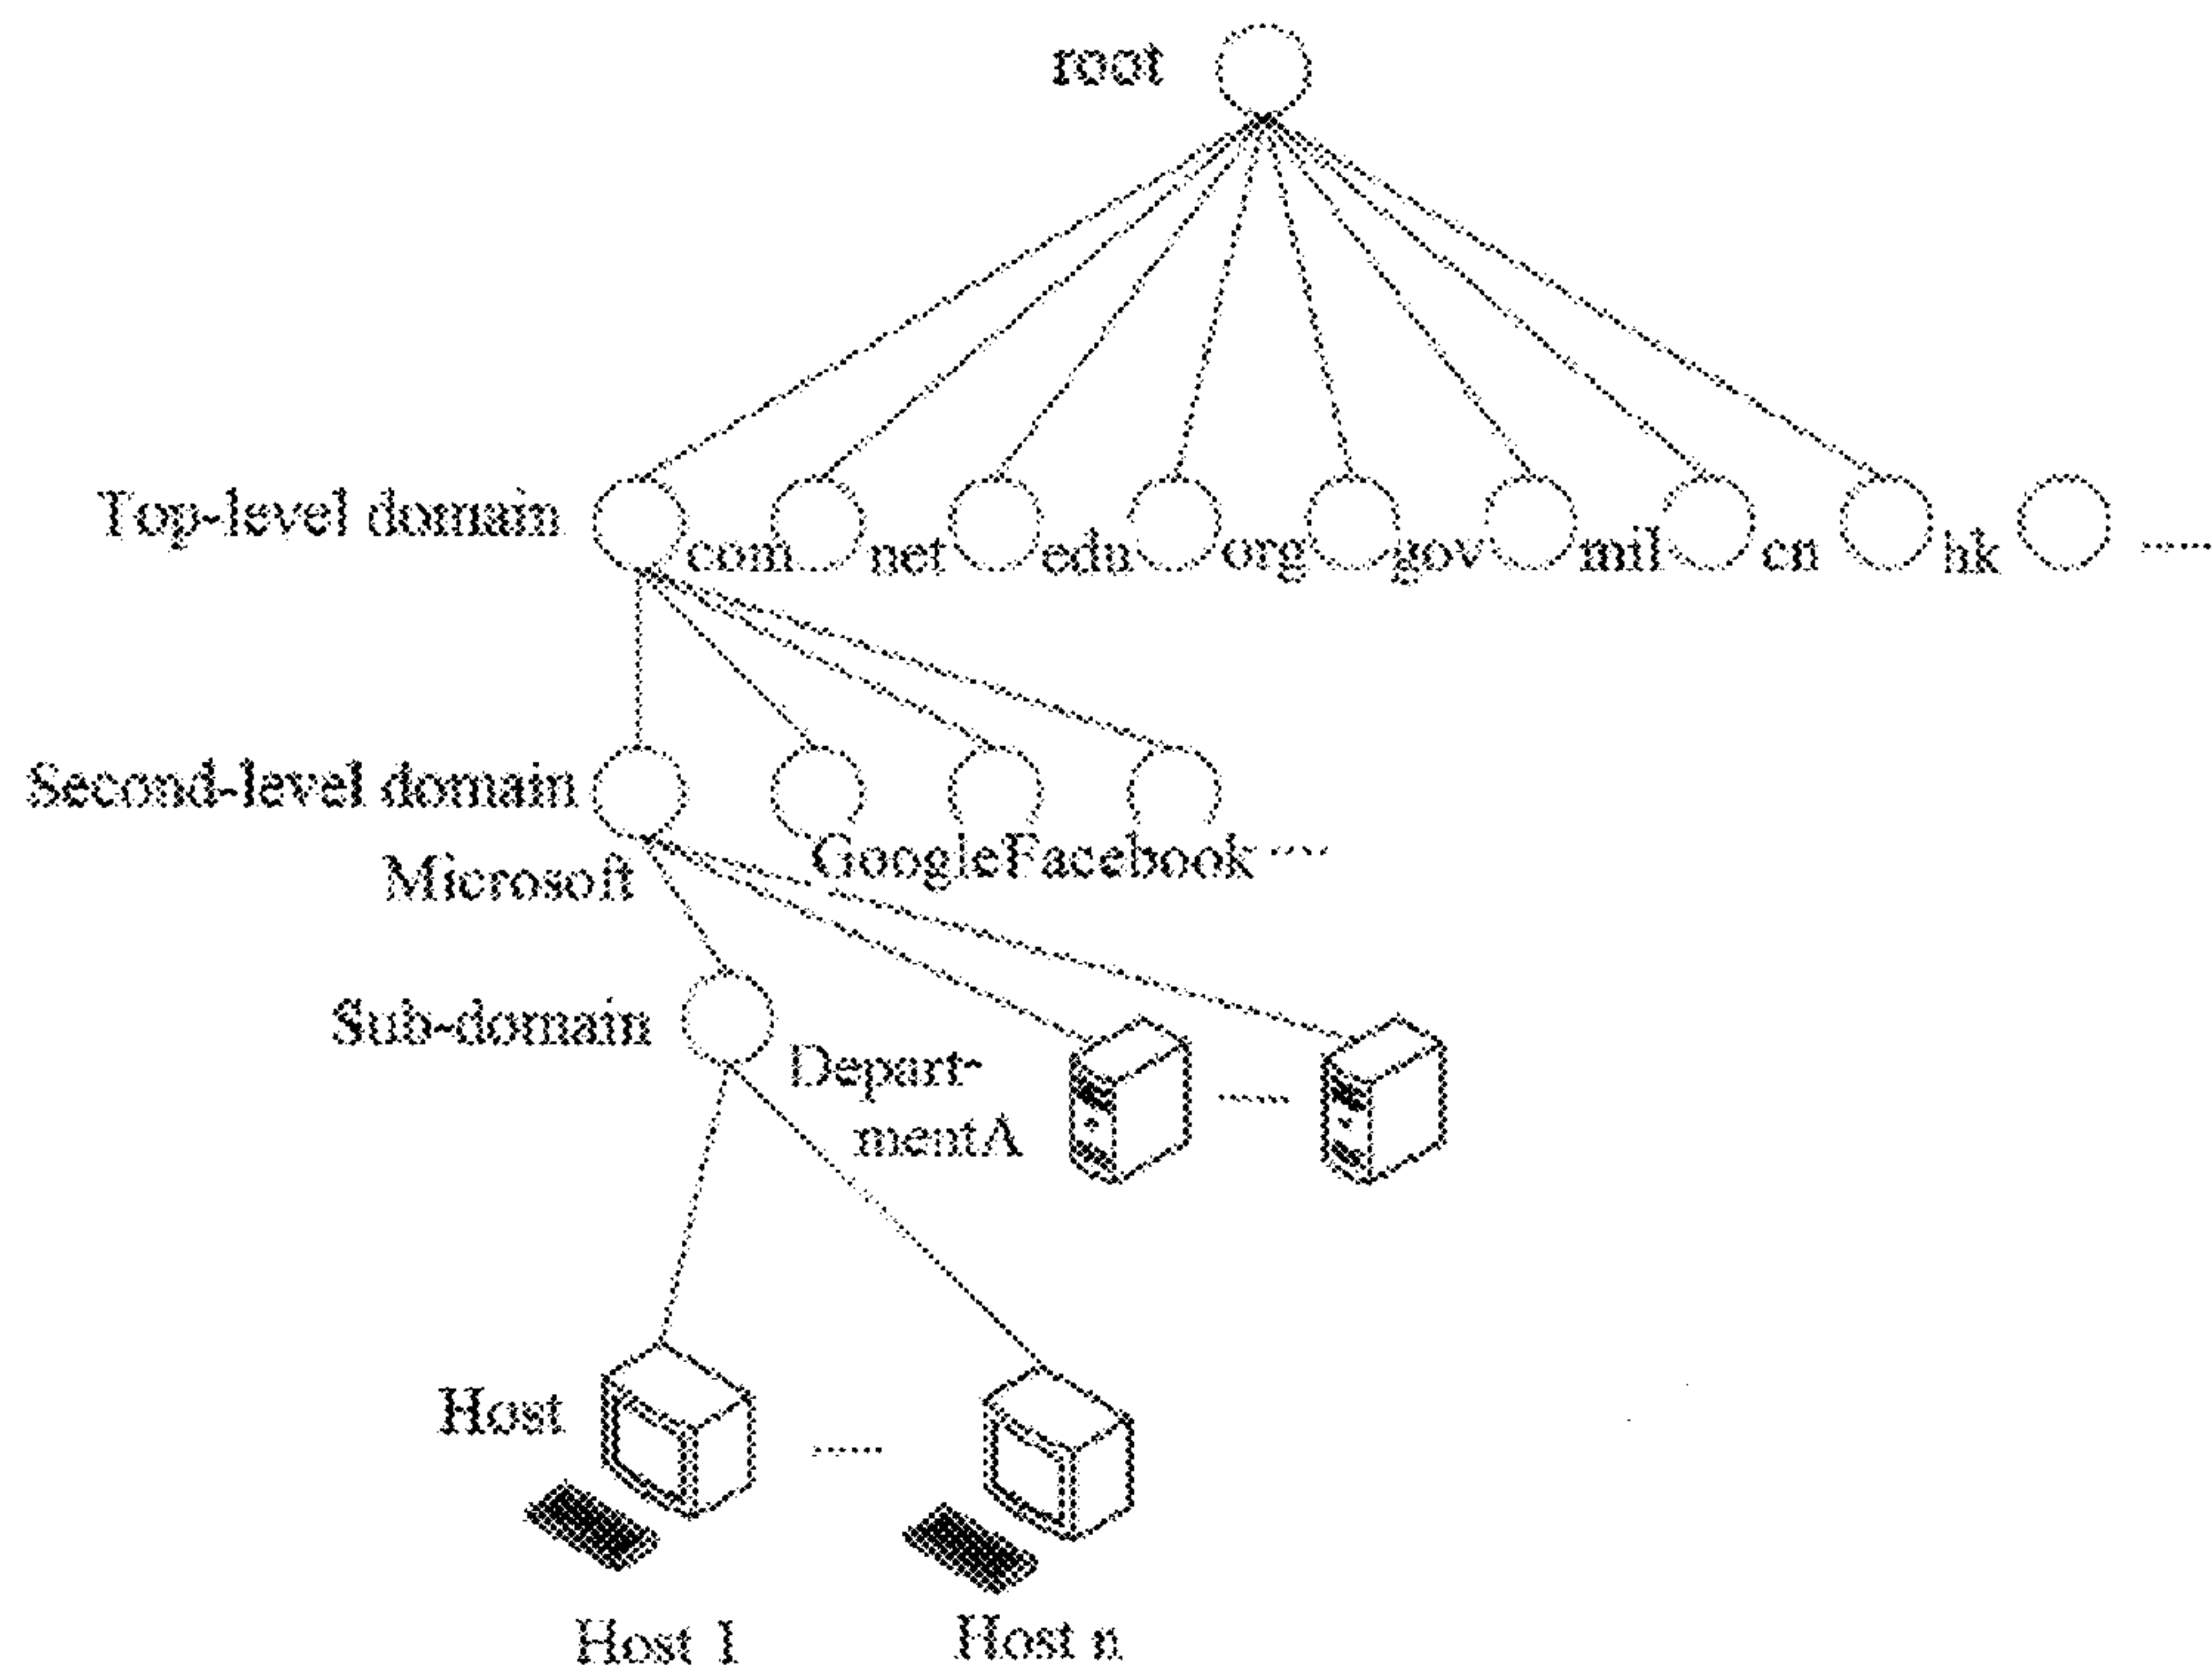 root
Top-level domain com net edu org gov mil cn hk
Second-level domain
Microsoft GoogleFacebook
Sub-domain
Depart-
mentA
Host
Host 1 Host n